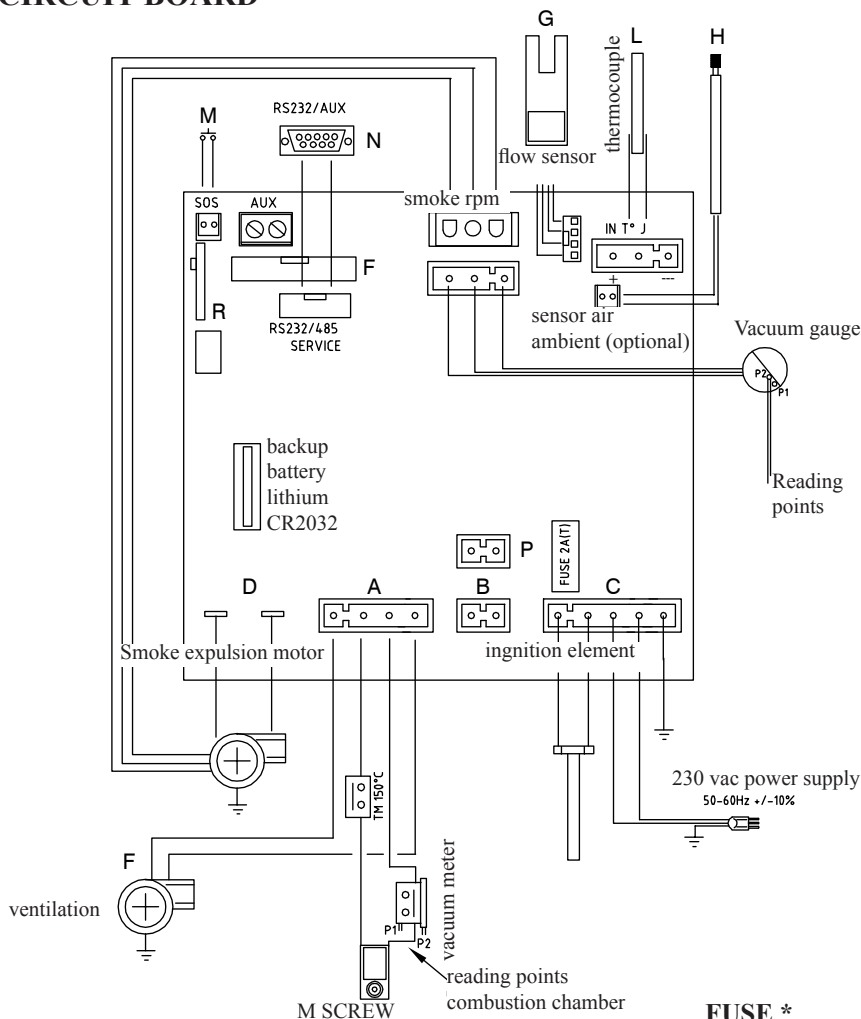 CIRCUIT BOARD
G
L
H
thermocouple
M
RS232/AUX
N
flow sensor
SOS
AUX
smoke rpm
IN T° J
F
+
---
R
RS232/485
SERVICE
sensor air
ambient (optional)
Vacuum gauge
P2
P1
Reading
points
backup
battery
lithium
CR2032
P
FUSE 2A(T)
D
A
B
C
Smoke expulsion motor
ingnition element
TM 150°C
230 vac power supply
50-60Hz +/-10%
F
ventilation
vacuum meter
P1
P2
reading points
combustion chamber
M SCREW
FUSE *